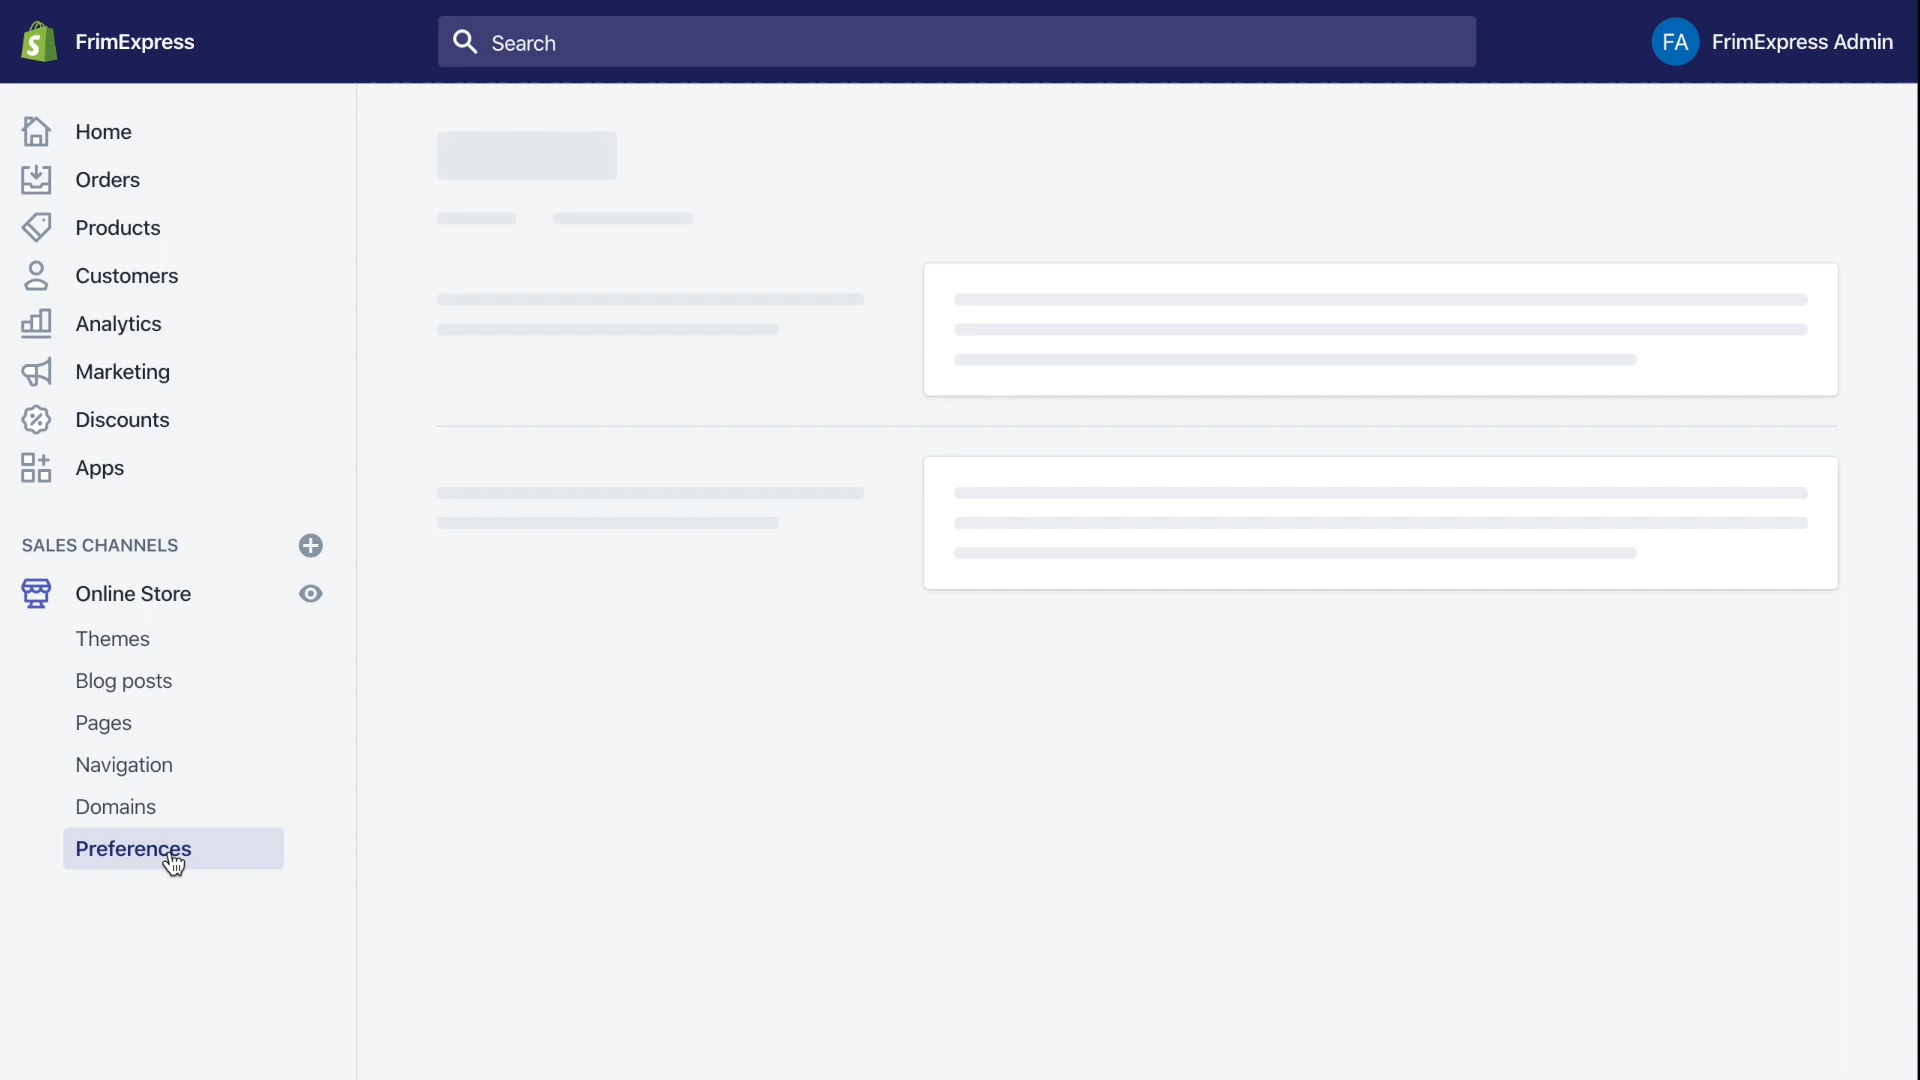 FrimExpress
Search
FA
FrimExpress Admin
Home
Orders
Products
Customers
Analytics
Marketing
Discounts
Apps
SALES CHANNELS
Online Store
Themes
Blog posts
Pages
Navigation
Domains
Preferences